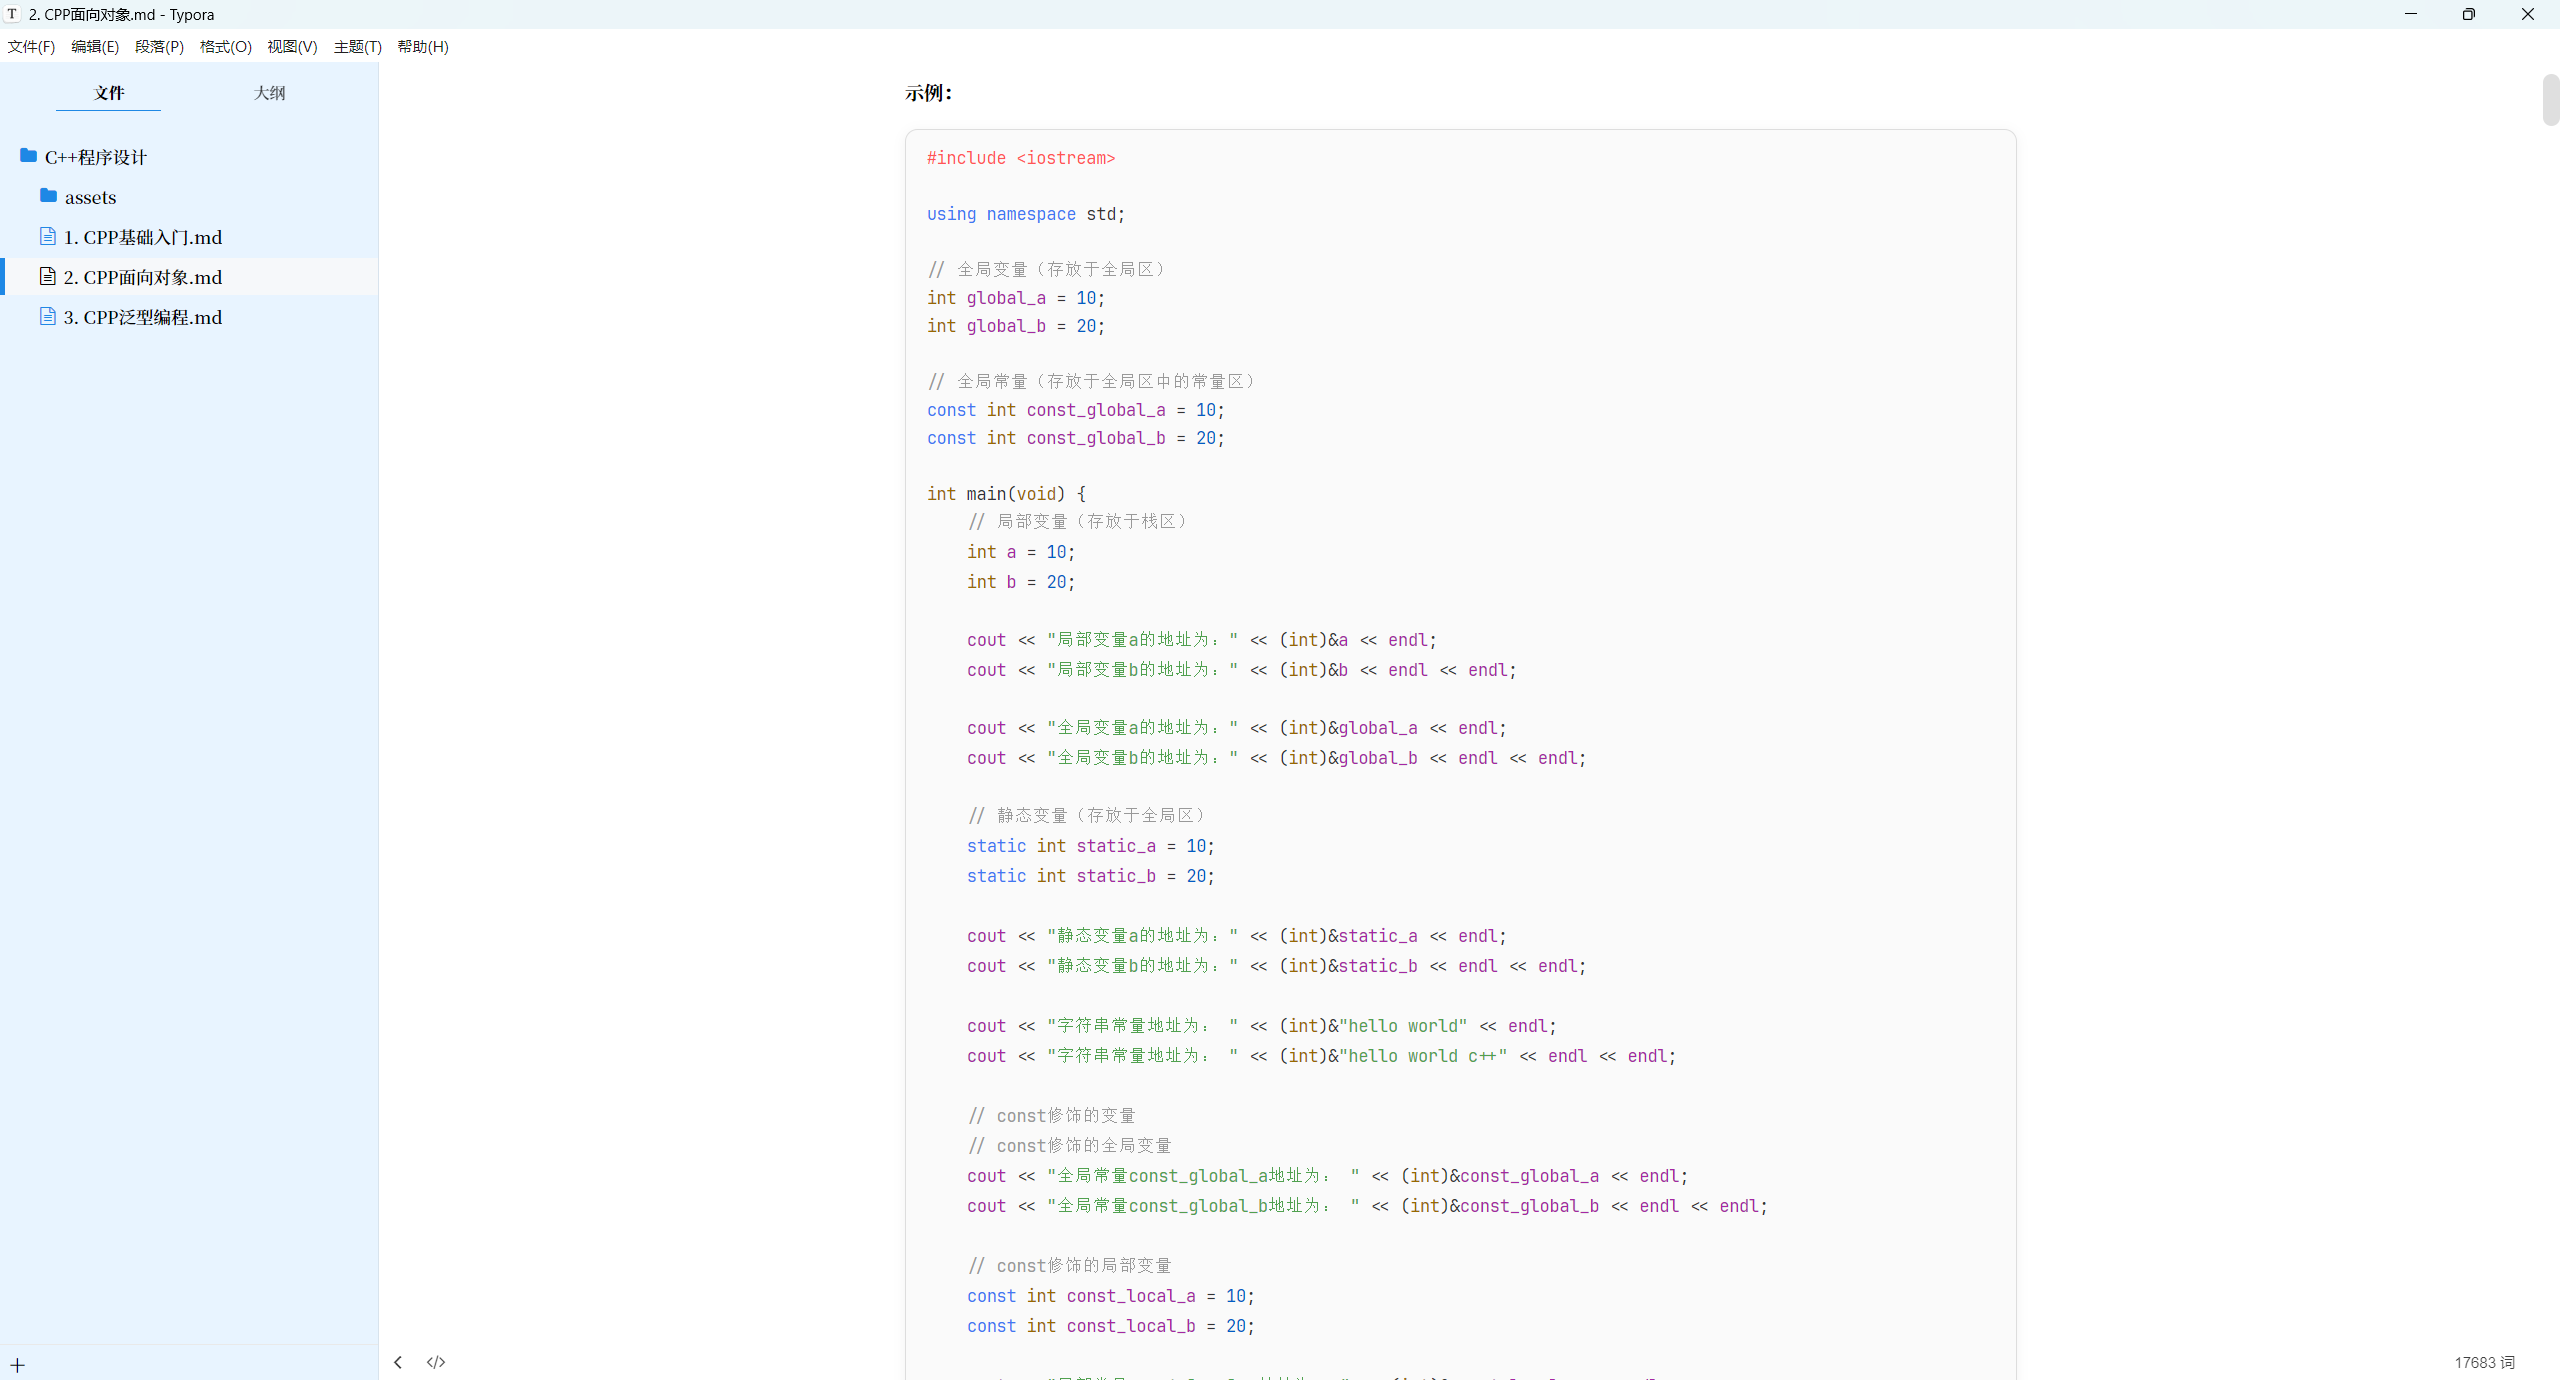 2. CPP面向对象.md - Typora
文件(F) 编辑(E) 段落(P) 格式(O) 视图(V) 主题(T) 帮助(H)
文件 大纲
C++程序设计
assets
1. CPP基础入门.md
2. CPP面向对象.md
3. CPP泛型编程.md
示例：
#include <iostream>
using namespace std;
// 全局变量（存放于全局区）
int global_a = 10;
int global_b = 20;
// 全局常量（存放于全局区中的常量区）
const int const_global_a = 10;
const int const_global_b = 20;
int main(void) {
// 局部变量（存放于栈区）
int a = 10;
int b = 20;
cout << "局部变量a的地址为：" << (int)&a << endl;
cout << "局部变量b的地址为：" << (int)&b << endl << endl;
cout << "全局变量a的地址为：" << (int)&global_a << endl;
cout << "全局变量b的地址为：" << (int)&global_b << endl << endl;
// 静态变量（存放于全局区）
static int static_a = 10;
static int static_b = 20;
cout << "静态变量a的地址为：" << (int)&static_a << endl;
cout << "静态变量b的地址为：" << (int)&static_b << endl << endl;
cout << "字符串常量地址为： " << (int)&"hello world" << endl;
cout << "字符串常量地址为： " << (int)&"hello world c++" << endl << endl;
// const修饰的变量
// const修饰的全局变量
cout << "全局常量const_global_a地址为： " << (int)&const_global_a << endl;
cout << "全局常量const_global_b地址为： " << (int)&const_global_b << endl << endl;
// const修饰的局部变量
const int const_local_a = 10;
const int const_local_b = 20;
17683 词